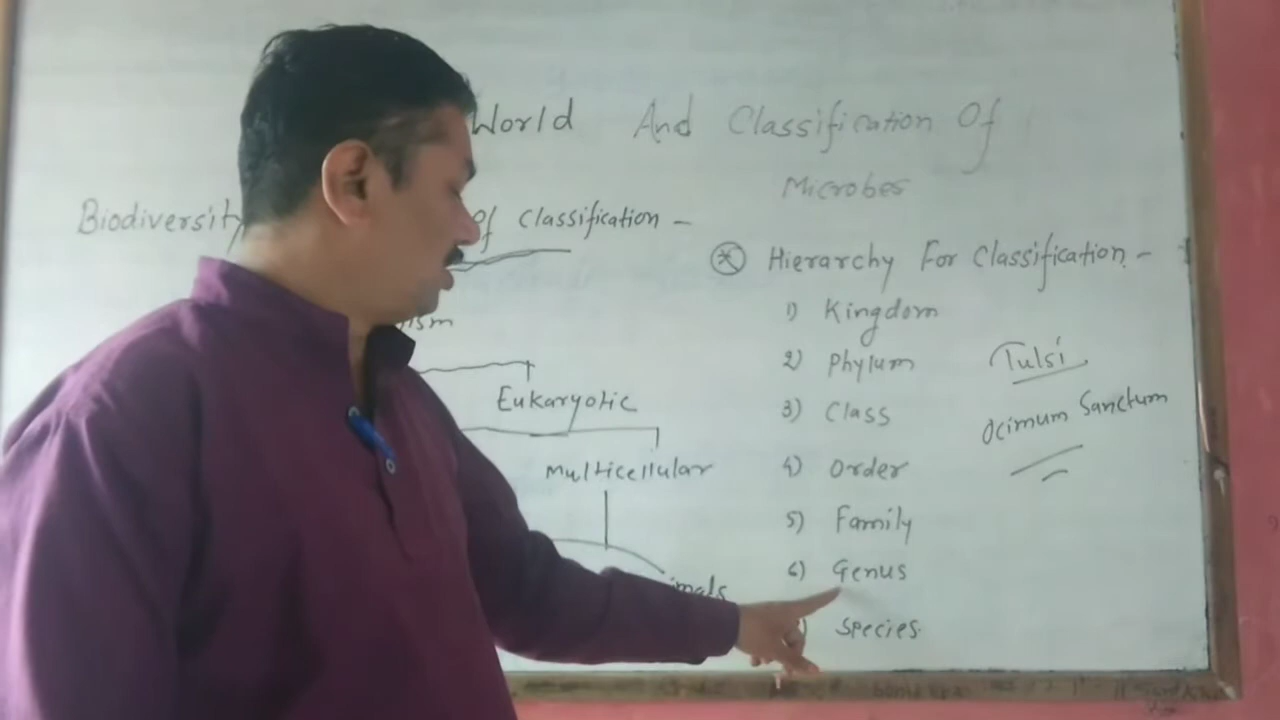 World And Classification Of
Microbes
Biodiversity Of Classification -
Hierarchy For Classification -
1) Kingdom
2) Phylum
3) Class
4) Order
5) Family
6) Genus
Species
Tulsi
Ocimum Sanctum
Eukaryotic
Multicellular